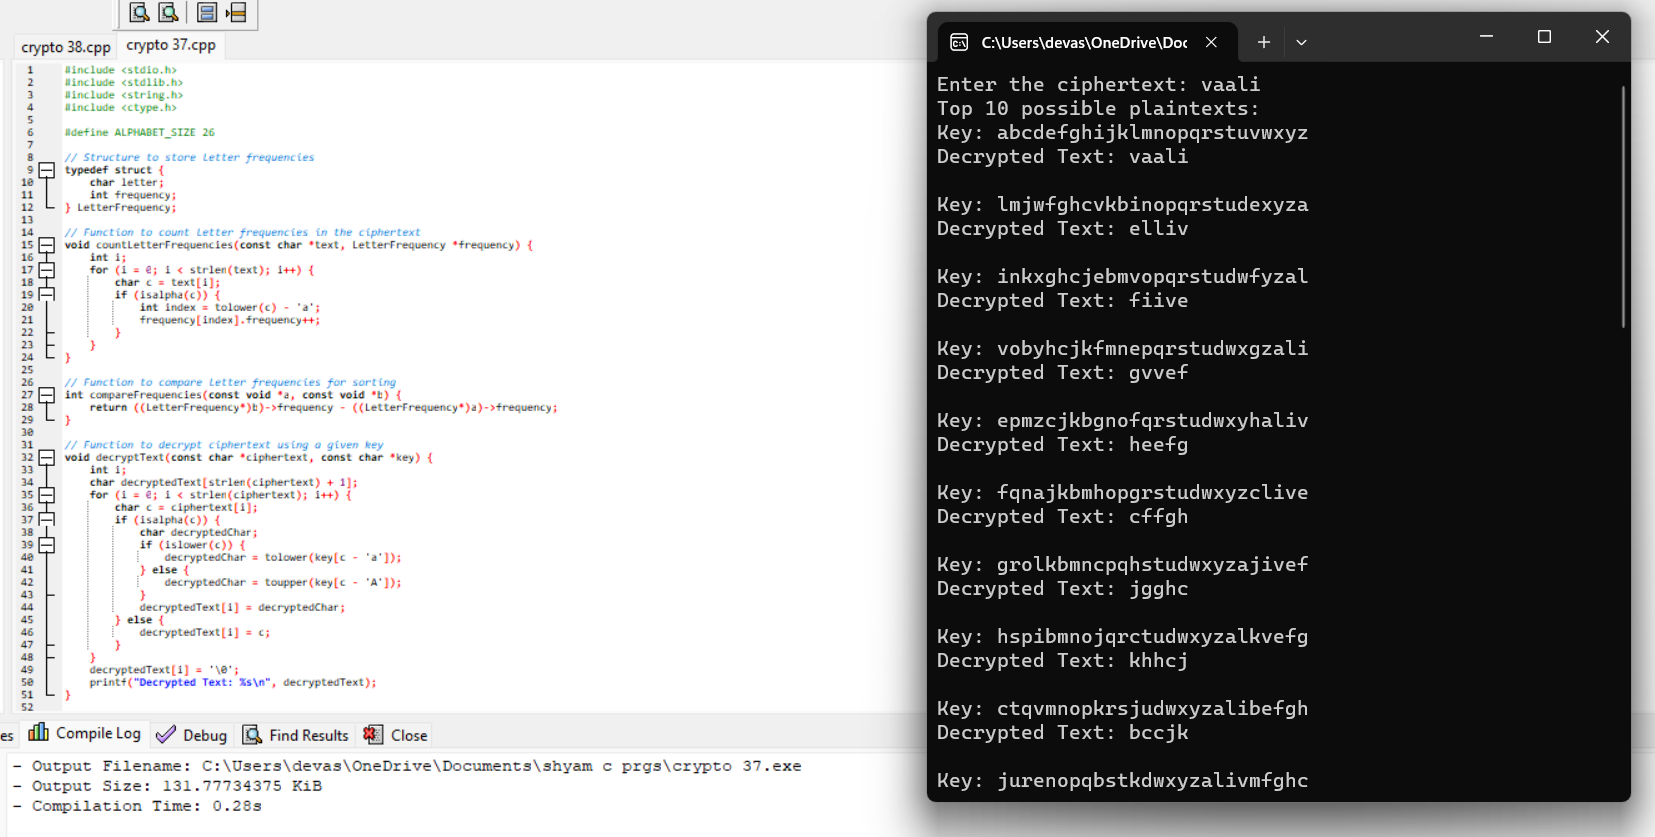 crypto 38.cpp crypto 37.cpp
1 #include <stdio.h>
2 #include <stdlib.h>
3 #include <string.h>
4 #include <ctype.h>
5
6 #define ALPHABET_SIZE 26
7
8 // Structure to store letter frequencies
9 typedef struct {
10 char letter;
11 int frequency;
12 } LetterFrequency;
13
14 // Function to count letter frequencies in the ciphertext
15 void countLetterFrequencies(const char *text, LetterFrequency *frequency) {
16 int i;
17 for (i = 0; i < strlen(text); i++) {
18 char c = text[i];
19 if (isalpha(c)) {
20 int index = tolower(c) - 'a';
21 frequency[index].frequency++;
22 }
23 }
24 }
25
26 // Function to compare letter frequencies for sorting
27 int compareFrequencies(const void *a, const void *b) {
28 return ((LetterFrequency*)b)->frequency - ((LetterFrequency*)a)->frequency;
29 }
30
31 // Function to decrypt ciphertext using a given key
32 void decryptText(const char *ciphertext, const char *key) {
33 int i;
34 char decryptedText[strlen(ciphertext) + 1];
35 for (i = 0; i < strlen(ciphertext); i++) {
36 char c = ciphertext[i];
37 if (isalpha(c)) {
38 char decryptedChar;
39 if (islower(c)) {
40 decryptedChar = tolower(key[c - 'a']);
41 } else {
42 decryptedChar = toupper(key[c - 'A']);
43 }
44 decryptedText[i] = decryptedChar;
45 } else {
46 decryptedText[i] = c;
47 }
48 }
49 decryptedText[i] = '\0';
50 printf("Decrypted Text: %s\n", decryptedText);
51 }
52
es Compile Log Debug Find Results Close
- Output Filename: C:\Users\devas\OneDrive\Documents\shyam c prgs\crypto 37.exe
- Output Size: 131.77734375 KiB
- Compilation Time: 0.28s
C:\Users\devas\OneDrive\Doc
Enter the ciphertext: vaali
Top 10 possible plaintexts:
Key: abcdefghijklmnopqrstuvwxyz
Decrypted Text: vaali
Key: lmjwfghcvkbinopqrstudexyza
Decrypted Text: elliv
Key: inkxghcjebmvopqrstudwfyzal
Decrypted Text: fiive
Key: vobyhcjkfmnepqrstudwxgzali
Decrypted Text: gvvef
Key: epmzcjkbgnofqrstudwxyhaliv
Decrypted Text: heefg
Key: fqnajkbmhopgrstudwxyzclive
Decrypted Text: cffgh
Key: grolkbmncpqhstudwxyzajivef
Decrypted Text: jgghc
Key: hspibmnojqrctudwxyzalkvefg
Decrypted Text: khhcj
Key: ctqvmnopkrsjudwxyzalibefgh
Decrypted Text: bccjk
Key: jurenopqbstkdwxyzalivmfghc